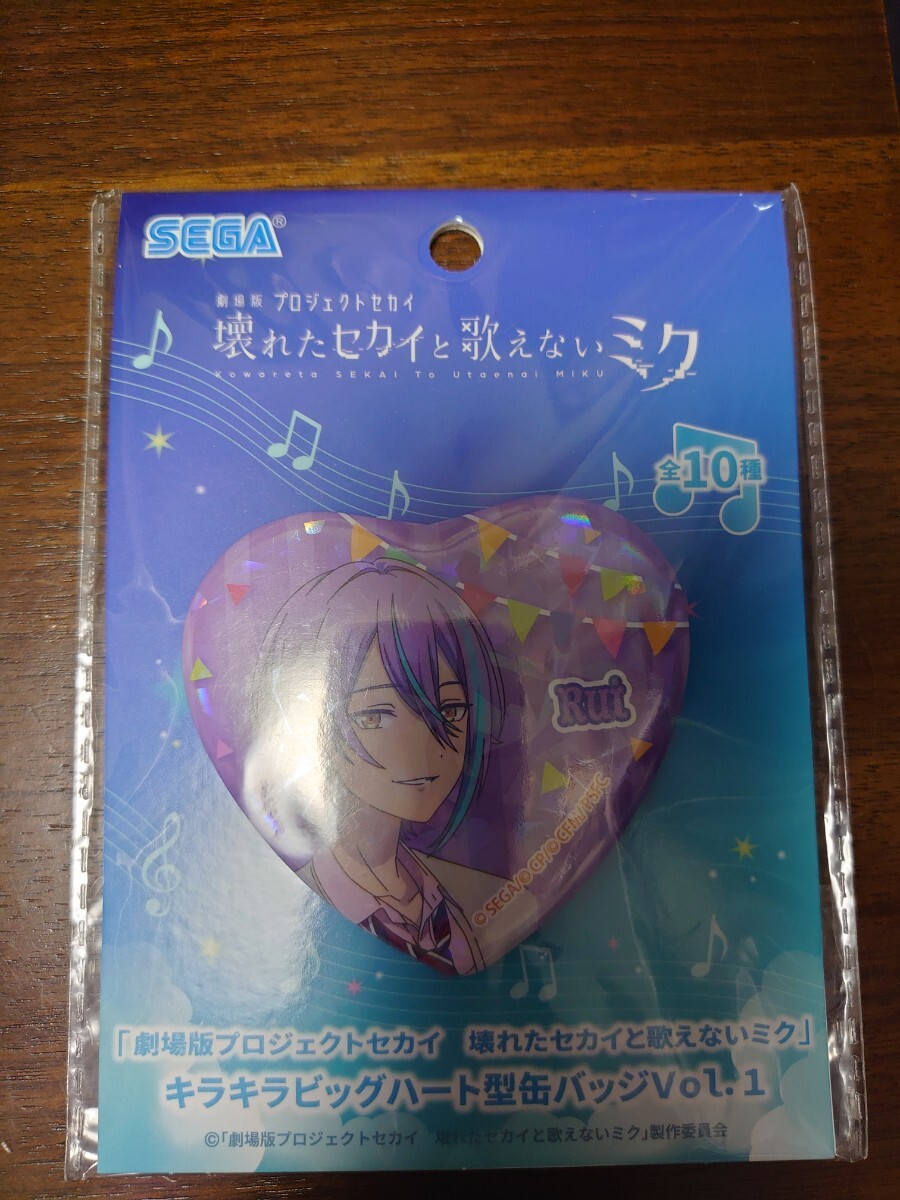 SEGA®
劇場版 プロジェクトセカイ
壊れたセカイと歌えないミク
Kowareta SEKAI To Utaenai MIKU
全10種
Rui
© SEGA/© CP/© CFM/PSKC
「劇場版プロジェクトセカイ 壊れたセカイと歌えないミク」
キラキラビッグハート型缶バッジVol.1
©「劇場版プロジェクトセカイ 壊れたセカイと歌えないミク」製作委員会